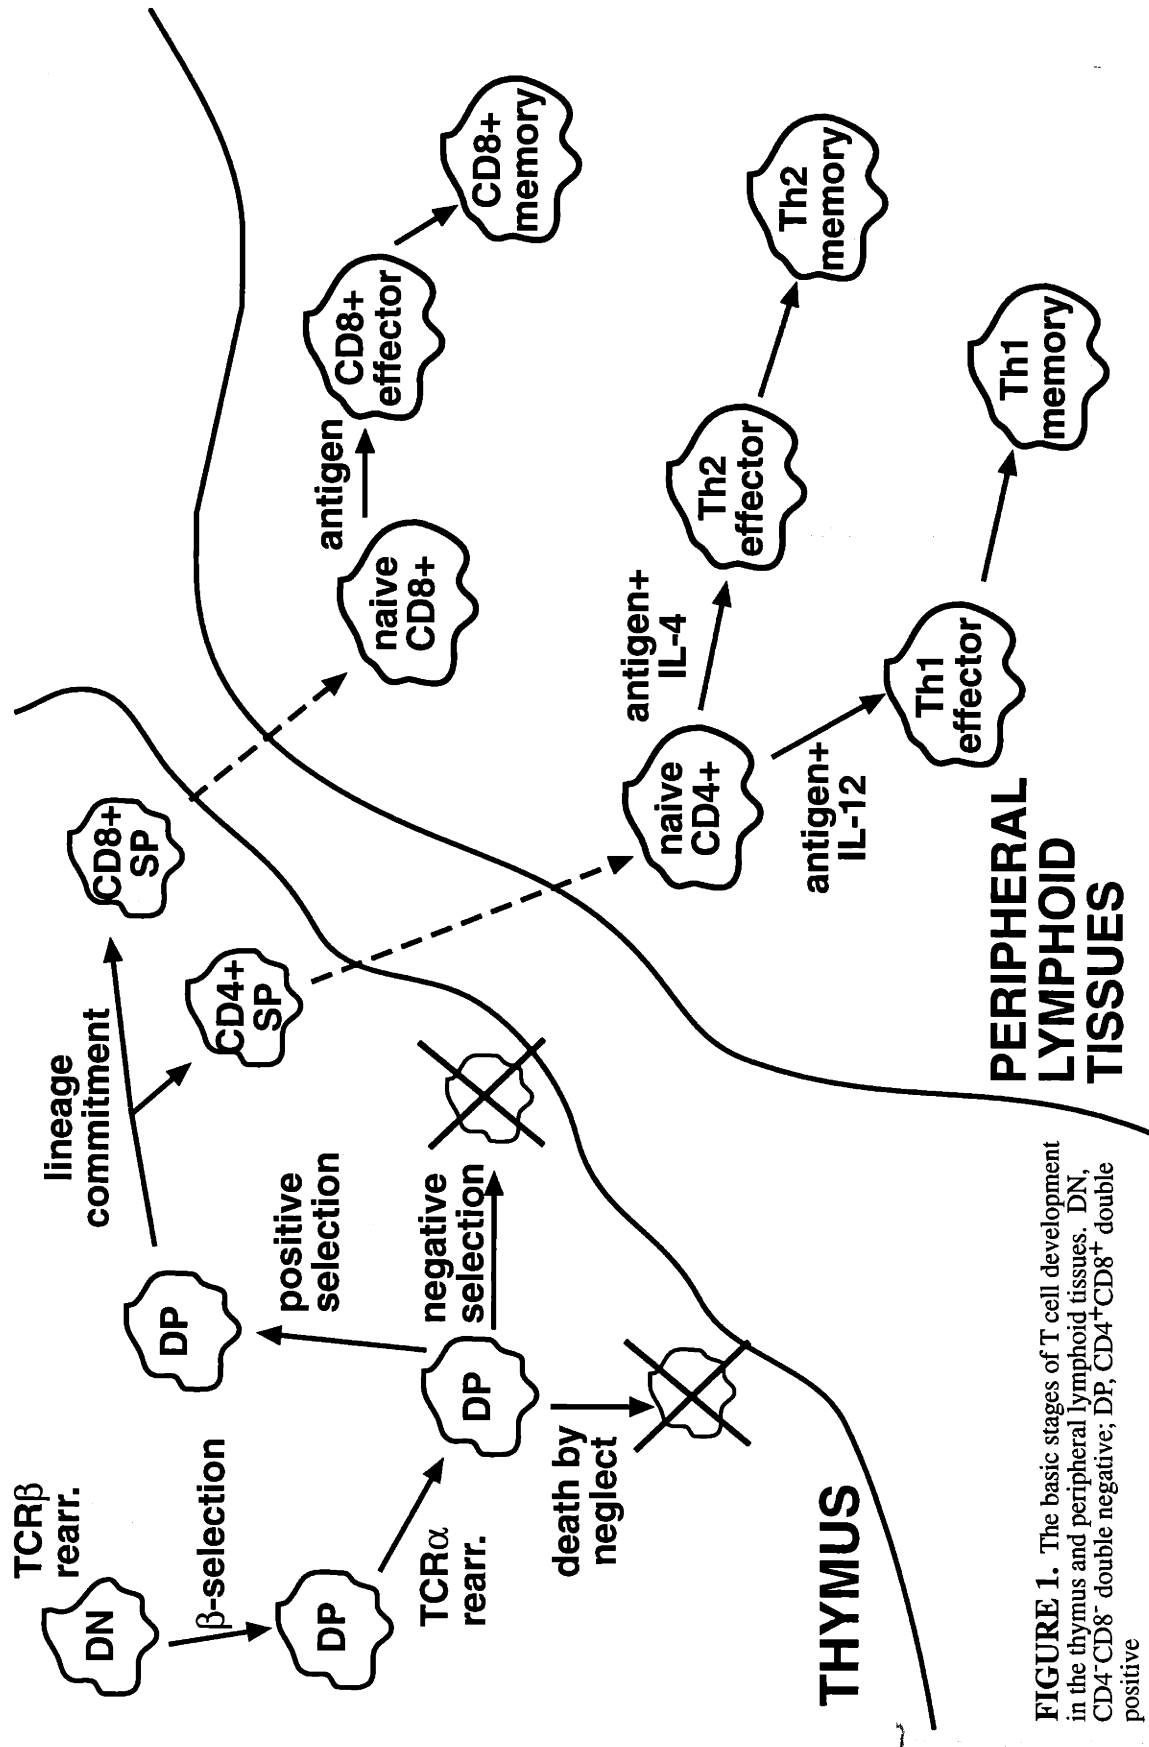 TCRβ
rearr.
DN
β-selection
DP
TCRα
rearr.
DP
death by
neglect
negative
selection
positive
selection
DP
lineage
commitment
CD4+
SP
CD8+
SP
THYMUS
naive
CD8+
antigen
CD8+
effector
CD8+
memory
naive
CD4+
antigen+
IL-4
Th2
effector
Th2
memory
antigen+
IL-12
Th1
effector
Th1
memory
PERIPHERAL
LYMPHOID
TISSUES
FIGURE 1. The basic stages of T cell development
in the thymus and peripheral lymphoid tissues. DN,
CD4⁻CD8⁻ double negative; DP, CD4⁺CD8⁺ double
positive